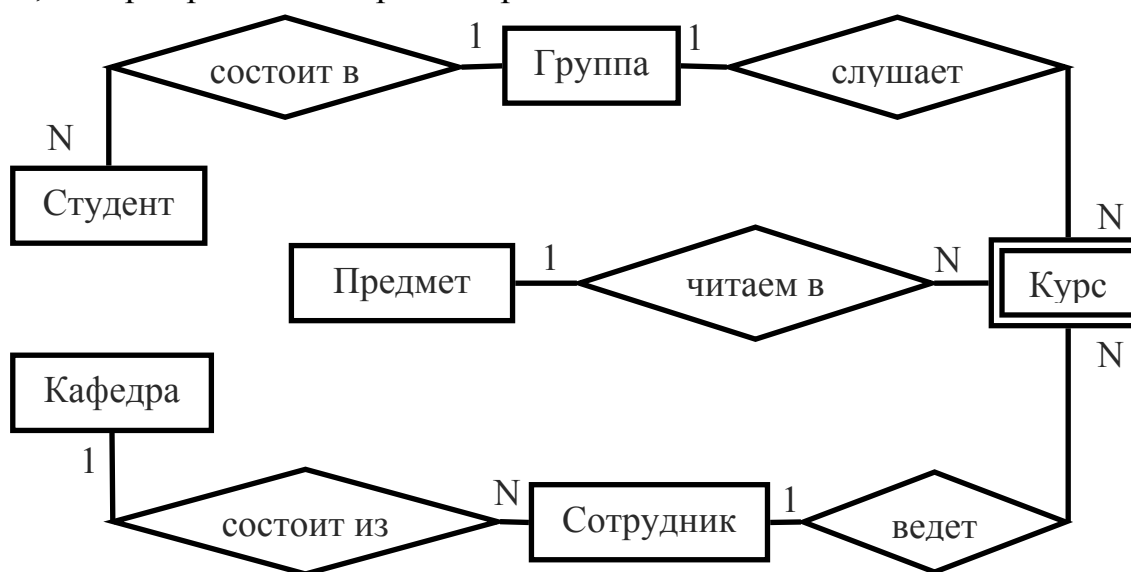 состоит в
1
Группа
1
слушает
N
Студент
N
Предмет
1
читаем в
N
Курс
N
Кафедра
1
состоит из
N
Сотрудник
1
ведет